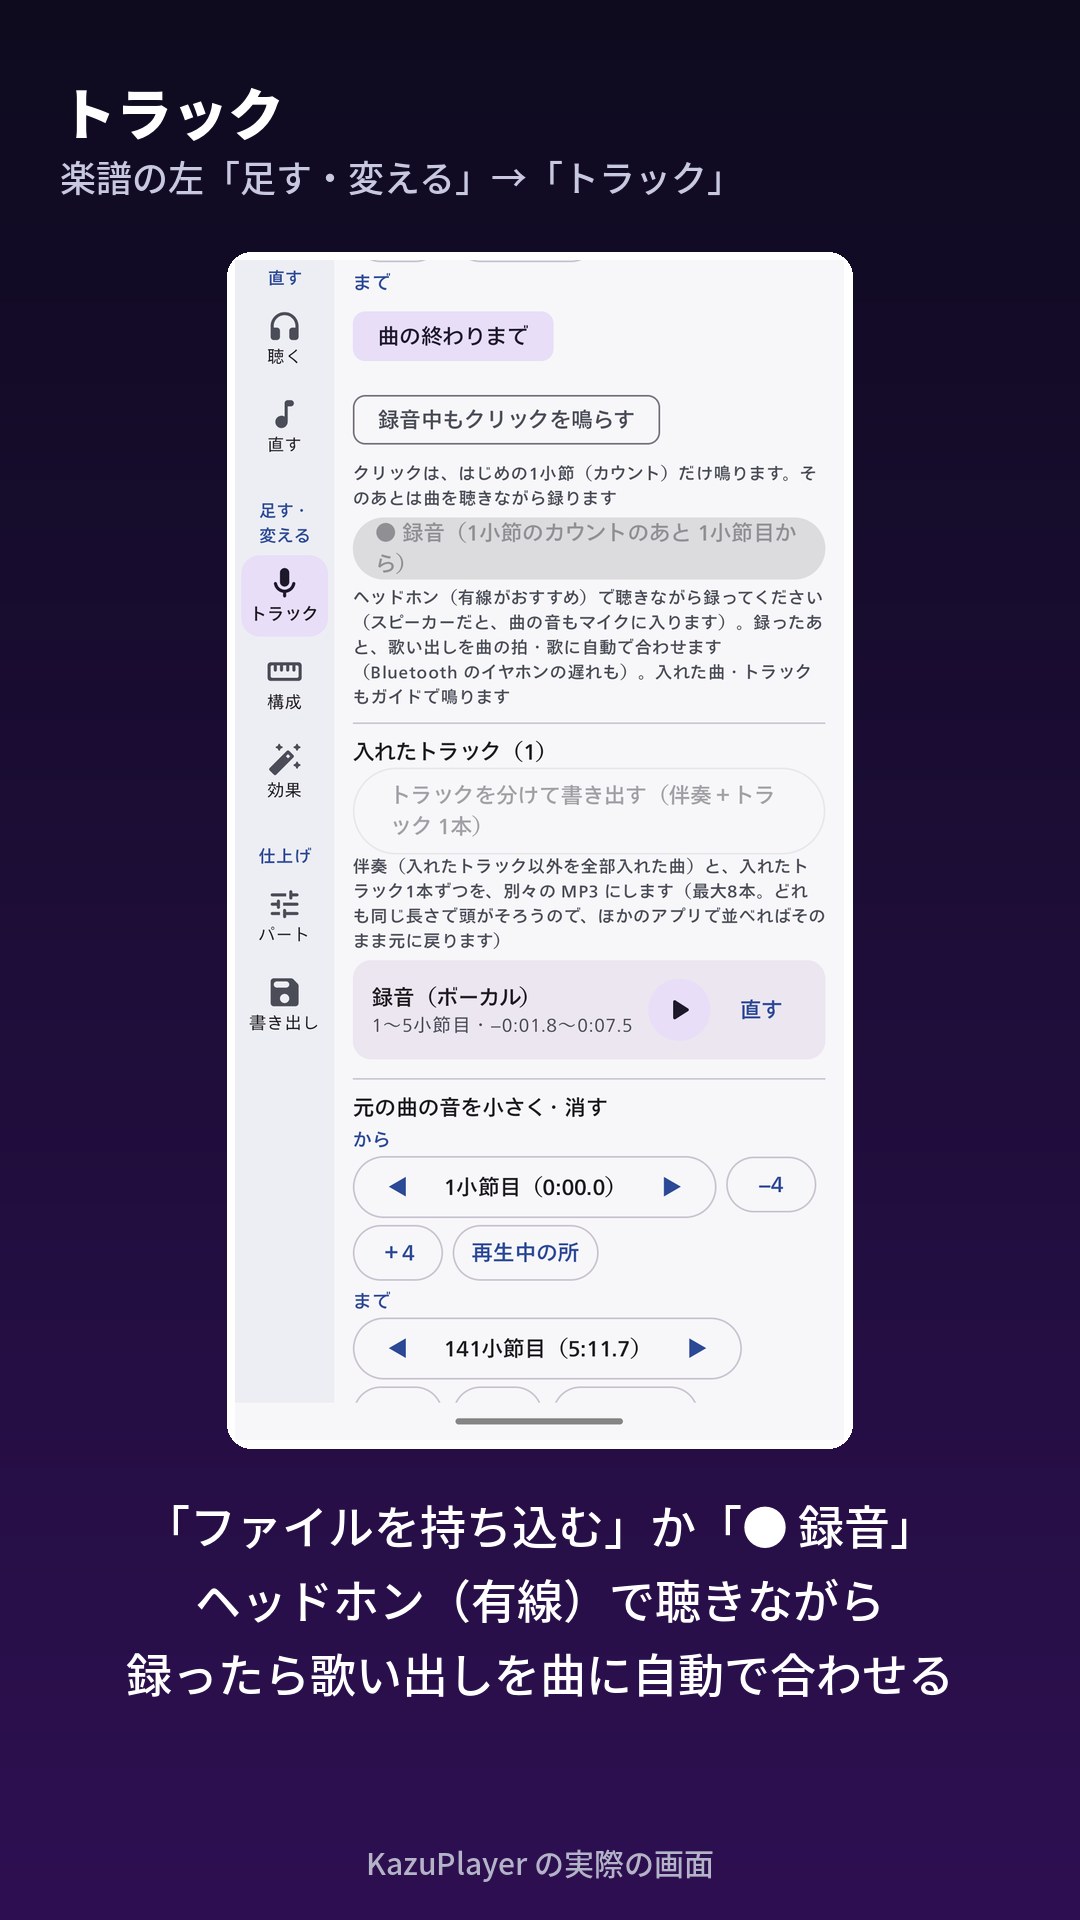 トラック
楽譜の左「足す・変える」→「トラック」
直す
聴く
直す
足す・
変える
トラック
構成
効果
仕上げ
パート
書き出し
まで
曲の終わりまで
録音中もクリックを鳴らす
クリックは、はじめの1小節（カウント）だけ鳴ります。そ
のあとは曲を聴きながら録ります
● 録音（1小節のカウントのあと 1小節目か
ら）
ヘッドホン（有線がおすすめ）で聴きながら録ってください
（スピーカーだと、曲の音もマイクに入ります）。録ったあ
と、歌い出しを曲の拍・歌に自動で合わせます
（Bluetooth のイヤホンの遅れも）。入れた曲・トラック
もガイドで鳴ります
入れたトラック（1）
トラックを分けて書き出す（伴奏＋トラ
ック 1本）
伴奏（入れたトラック以外を全部入れた曲）と、入れたト
ラック1本ずつを、別々の MP3 にします（最大8本。どれ
も同じ長さで頭がそろうので、ほかのアプリで並べればその
まま元に戻ります）
録音（ボーカル）
1〜5小節目・−0:01.8〜0:07.5
直す
元の曲の音を小さく・消す
から
◀ 1小節目（0:00.0） ▶
−4
＋4
再生中の所
まで
◀ 141小節目（5:11.7） ▶
「ファイルを持ち込む」か「● 録音」
ヘッドホン（有線）で聴きながら
録ったら歌い出しを曲に自動で合わせる
KazuPlayer の実際の画面